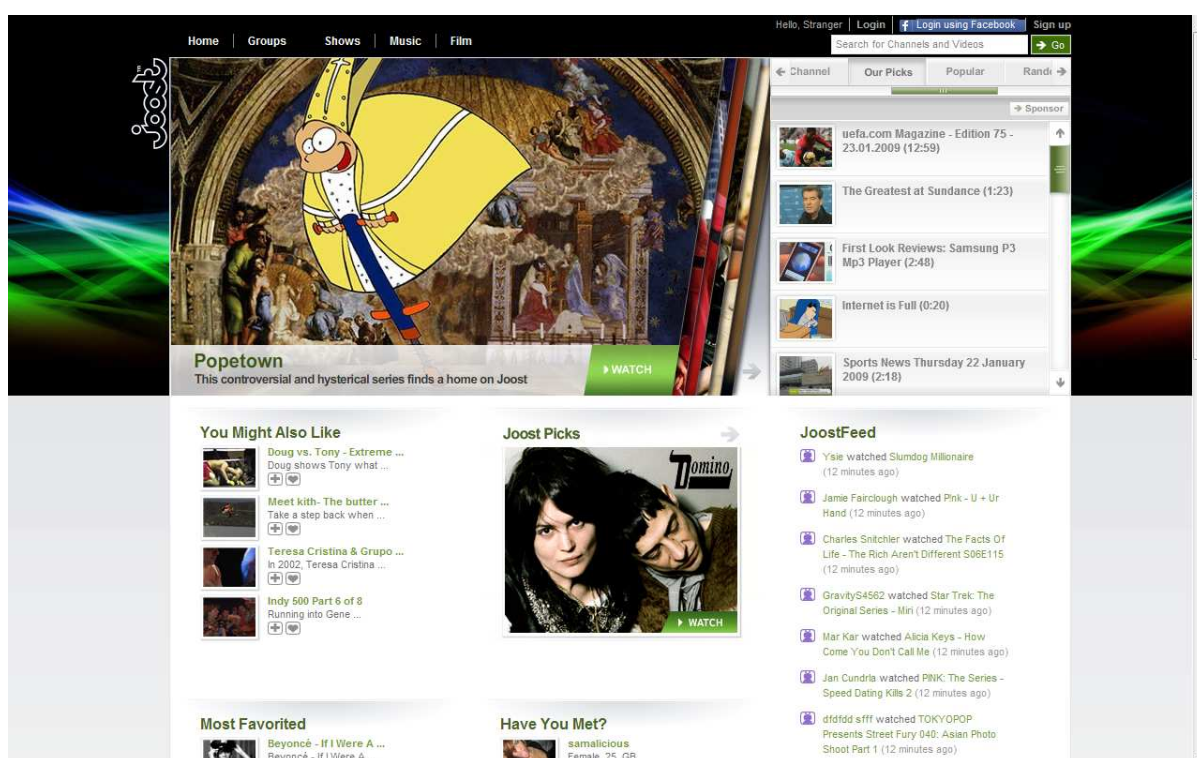 Hello, Stranger
Login
Login using Facebook
Sign up
Home
Groups
Shows
Music
Film
Search for Channels and Videos
Go
joost™
Channel
Our Picks
Popular
Sponsor
uefa.com Magazine - Edition 75 -
23.01.2009 (12:59)
The Greatest at Sundance (1:23)
First Look Reviews: Samsung P3
Mp3 Player (2:48)
Internet is Full (0:20)
Sports News Thursday 22 January
2009 (2:18)
Popetown
This controversial and hysterical series finds a home on Joost
WATCH
You Might Also Like
Doug vs. Tony - Extreme ...
Doug shows Tony what ...
Meet kith- The butter ...
Take a step back when ...
Teresa Cristina & Grupo ...
In 2002, Teresa Cristina ...
Indy 500 Part 6 of 8
Running into Gene ...
Joost Picks
Domino
WATCH
JoostFeed
Ysie watched Slumdog Millionaire
(12 minutes ago)
Jamie Fairclough watched P!nk - U + Ur
Hand (12 minutes ago)
Charles Snitchler watched The Facts Of
Life - The Rich Aren't Different S06E115
(12 minutes ago)
GravityS4562 watched Star Trek: The
Original Series - Miri (12 minutes ago)
Mar Kar watched Alicia Keys - How
Come You Don't Call Me (12 minutes ago)
Jan Cundrla watched PINK: The Series -
Speed Dating Kills 2 (12 minutes ago)
dfdfdd sfff watched TOKYOPOP
Presents Street Fury 040: Asian Photo
Shoot Part 1 (12 minutes ago)
Most Favorited
Beyoncé - If I Were A ...
Beyoncé - If I Were A
Have You Met?
samalicious
Female, 25, GB